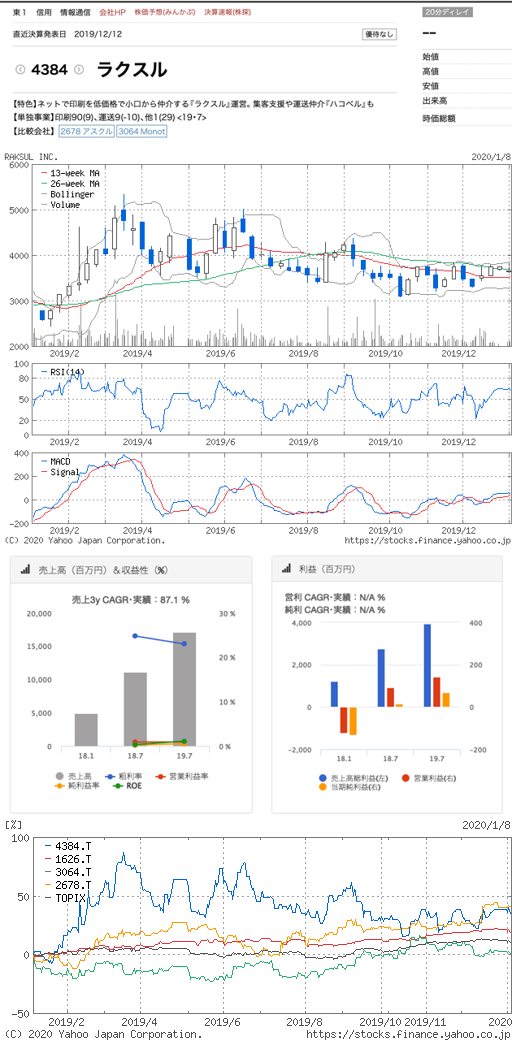 東1 信用 情報通信 会社HP 株価予想(みんかぶ) 決算速報(株探)
20分ディレイ
直近決算発表日 2019/12/12
優待なし
--
4384 ラクスル
始値
高値
安値
出来高
時価総額
【特色】ネットで印刷を低価格で小口から仲介する『ラクスル』運営。集客支援や運送仲介『ハコベル』も
【単独事業】印刷90(9)、運送9(-10)、他1(29) <19・7>
【比較会社】 2678 アスクル 3064 Monot
RAKSUL INC.
2020/1/8
13-week MA
26-week MA
Bollinger
Volume
6000
5000
4000
3000
2000
2019/2 2019/4 2019/6 2019/8 2019/10 2019/12
RSI(14)
100
80
50
20
0
2019/2 2019/4 2019/6 2019/8 2019/10 2019/12
MACD
Signal
400
200
0
-200
2019/2 2019/4 2019/6 2019/8 2019/10 2019/12
(C) 2020 Yahoo Japan Corporation.
https://stocks.finance.yahoo.co.jp
売上高（百万円）＆収益性（%）
売上3y CAGR・実績：87.1 %
20,000
15,000
10,000
5,000
0
30 %
20 %
10 %
0 %
18.1 18.7 19.7
売上高 粗利率 営業利益率
純利益率 ROE
利益（百万円）
営利 CAGR・実績：N/A %
純利 CAGR・実績：N/A %
4,000
2,000
0
-2,000
400
200
0
-200
18.1 18.7 19.7
売上高総利益(左) 営業利益(右)
当期純利益(右)
[%]
2020/1/8
4384.T
1626.T
3064.T
2678.T
TOPIX
100
50
0
-50
2019/2 2019/4 2019/6 2019/8 2019/10 2019/11 2020
(C) 2020 Yahoo Japan Corporation.
https://stocks.finance.yahoo.co.jp